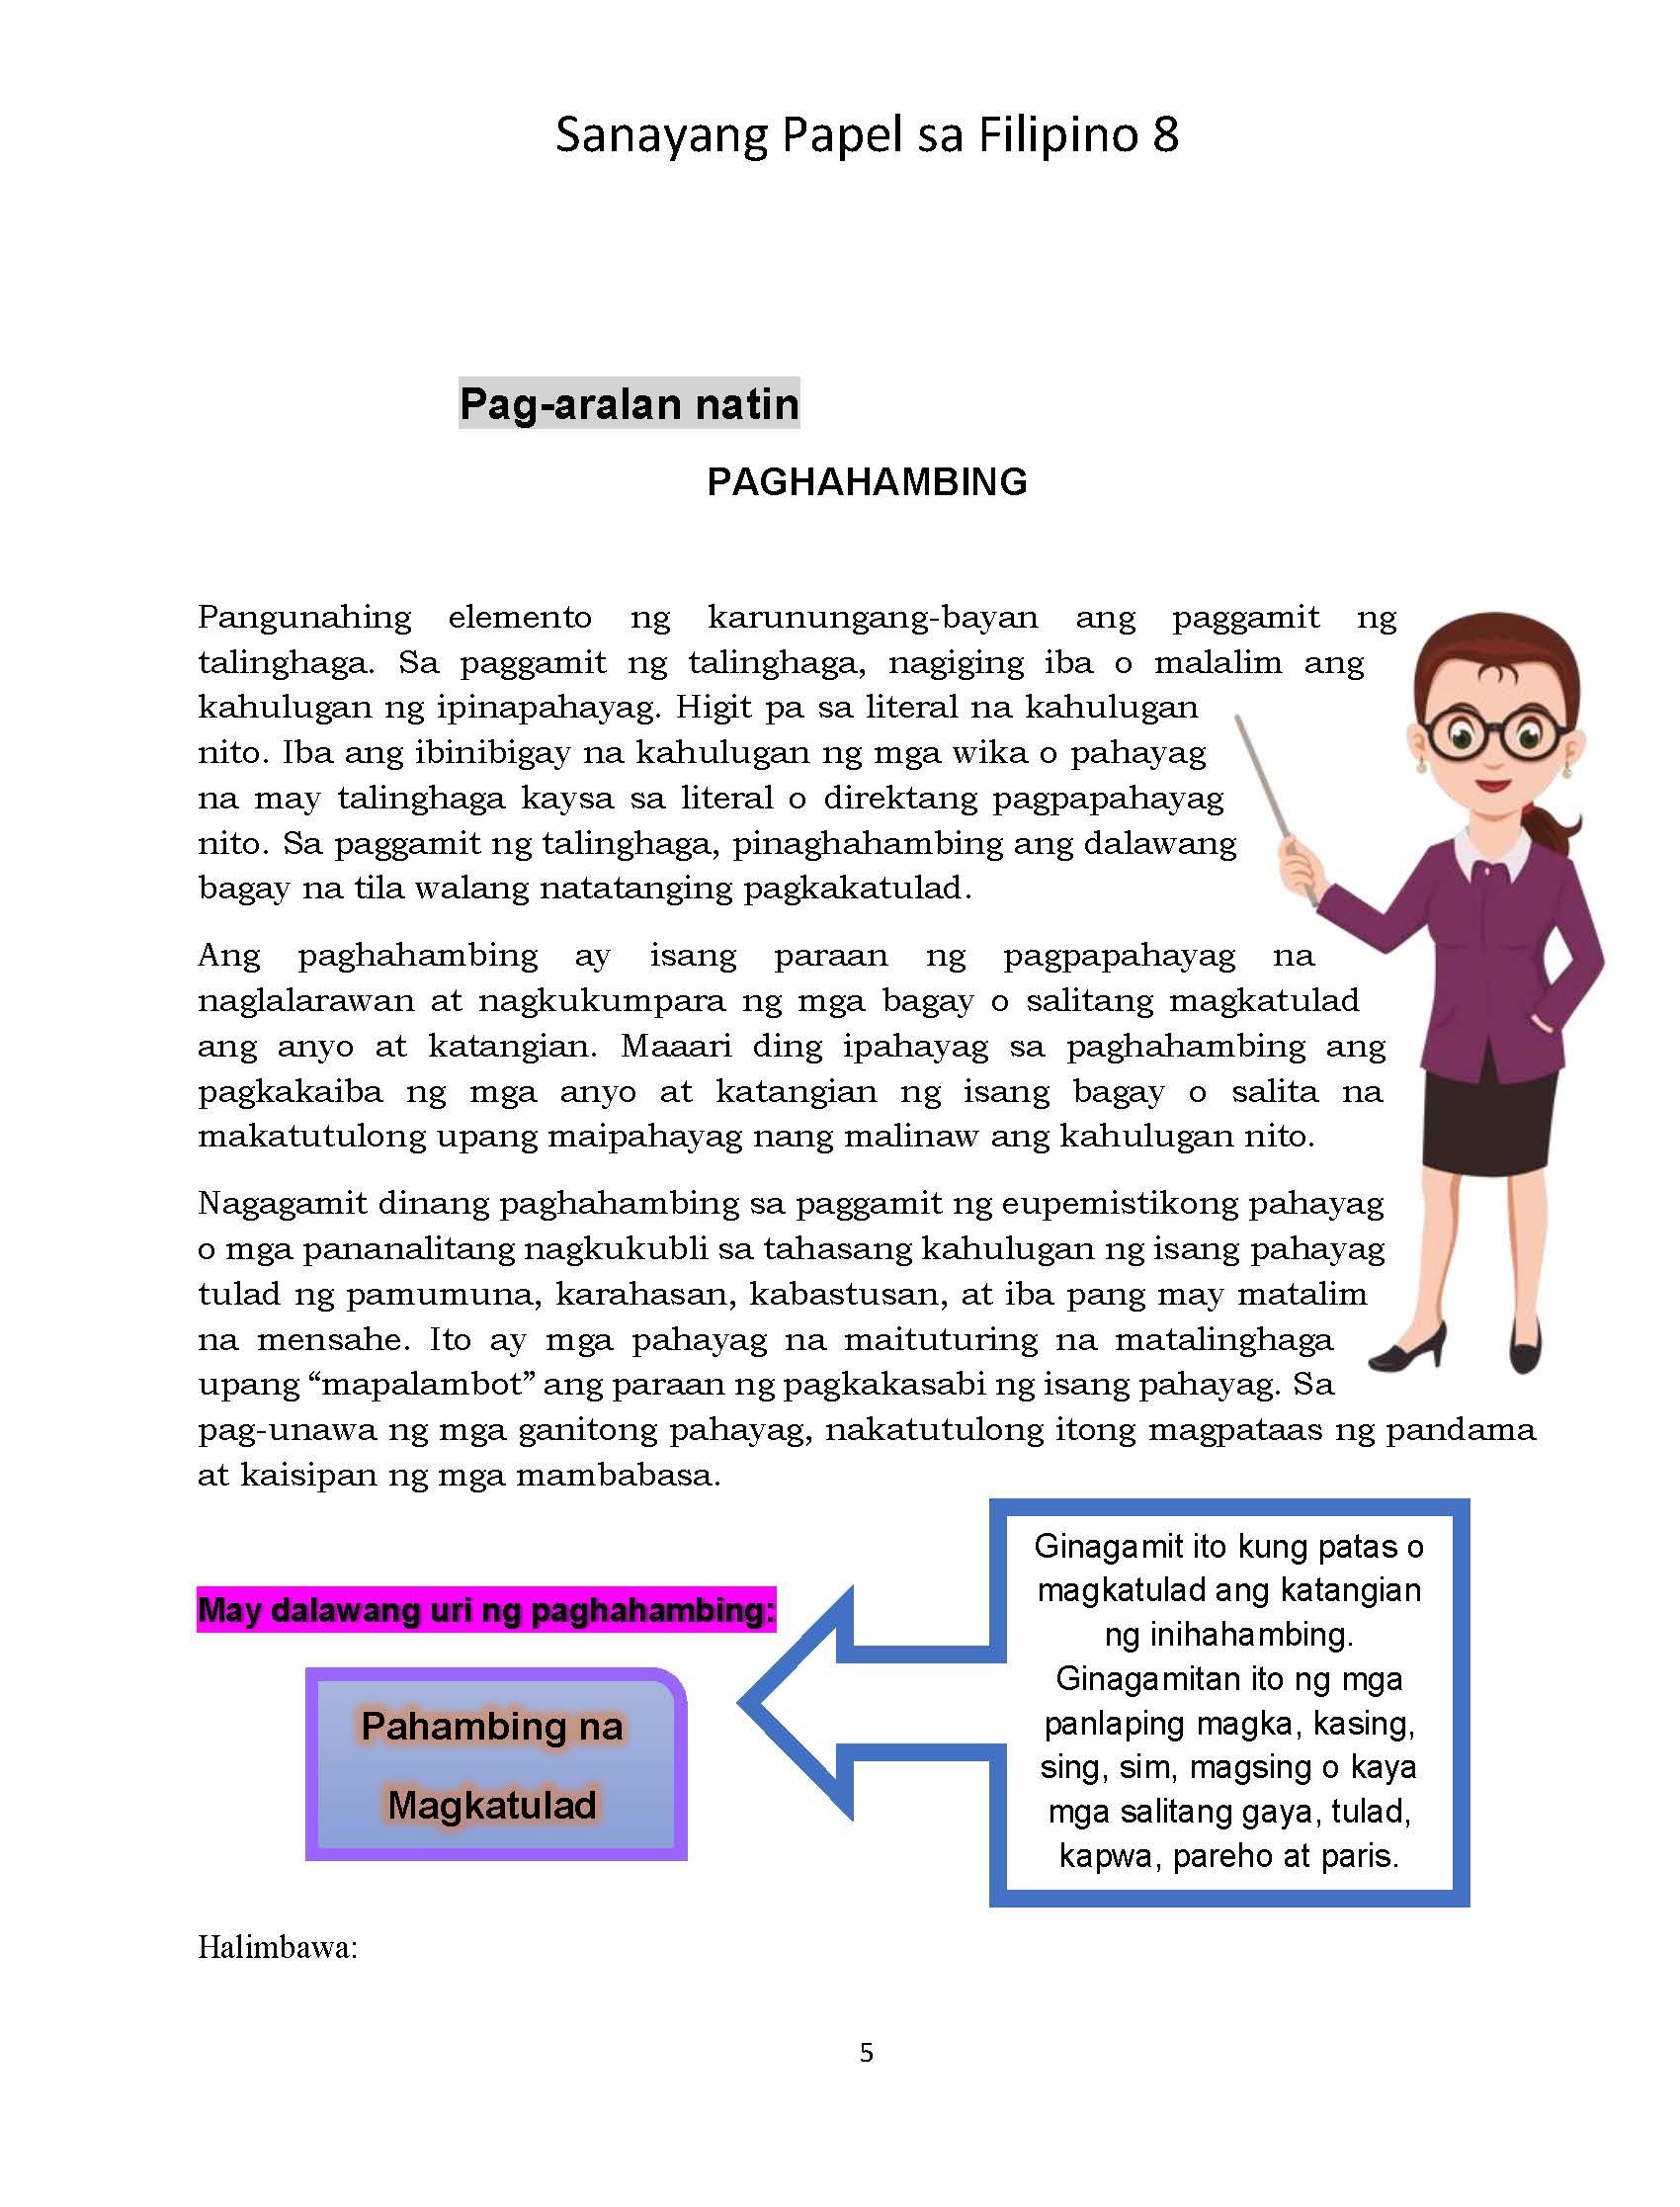 Sanayang Papel sa Filipino 8
Pag-aralan natin
PAGHAHAMBING
Pangunahing elemento ng karunungang-bayan ang paggamit ng
talinghaga. Sa paggamit ng talinghaga, nagiging iba o malalim ang
kahulugan ng ipinapahayag. Higit pa sa literal na kahulugan
nito. Iba ang ibinibigay na kahulugan ng mga wika o pahayag
na may talinghaga kaysa sa literal o direktang pagpapahayag
nito. Sa paggamit ng talinghaga, pinaghahambing ang dalawang
bagay na tila walang natatanging pagkakatulad.
Ang paghahambing ay isang paraan ng pagpapahayag na
naglalarawan at nagkukumpara ng mga bagay o salitang magkatulad
ang anyo at katangian. Maaari ding ipahayag sa paghahambing ang
pagkakaiba ng mga anyo at katangian ng isang bagay o salita na
makatutulong upang maipahayag nang malinaw ang kahulugan nito.
Nagagamit dinang paghahambing sa paggamit ng eupemistikong pahayag
o mga pananalitang nagkukubli sa tahasang kahulugan ng isang pahayag
tulad ng pamumuna, karahasan, kabastusan, at iba pang may matalim
na mensahe. Ito ay mga pahayag na maituturing na matalinghaga
upang “mapalambot” ang paraan ng pagkakasabi ng isang pahayag. Sa
pag-unawa ng mga ganitong pahayag, nakatutulong itong magpataas ng pandama
at kaisipan ng mga mambabasa.
May dalawang uri ng paghahambing:
Pahambing na
Magkatulad
Ginagamit ito kung patas o
magkatulad ang katangian
ng inihahambing.
Ginagamitan ito ng mga
panlaping magka, kasing,
sing, sim, magsing o kaya
mga salitang gaya, tulad,
kapwa, pareho at paris.
Halimbawa:
5